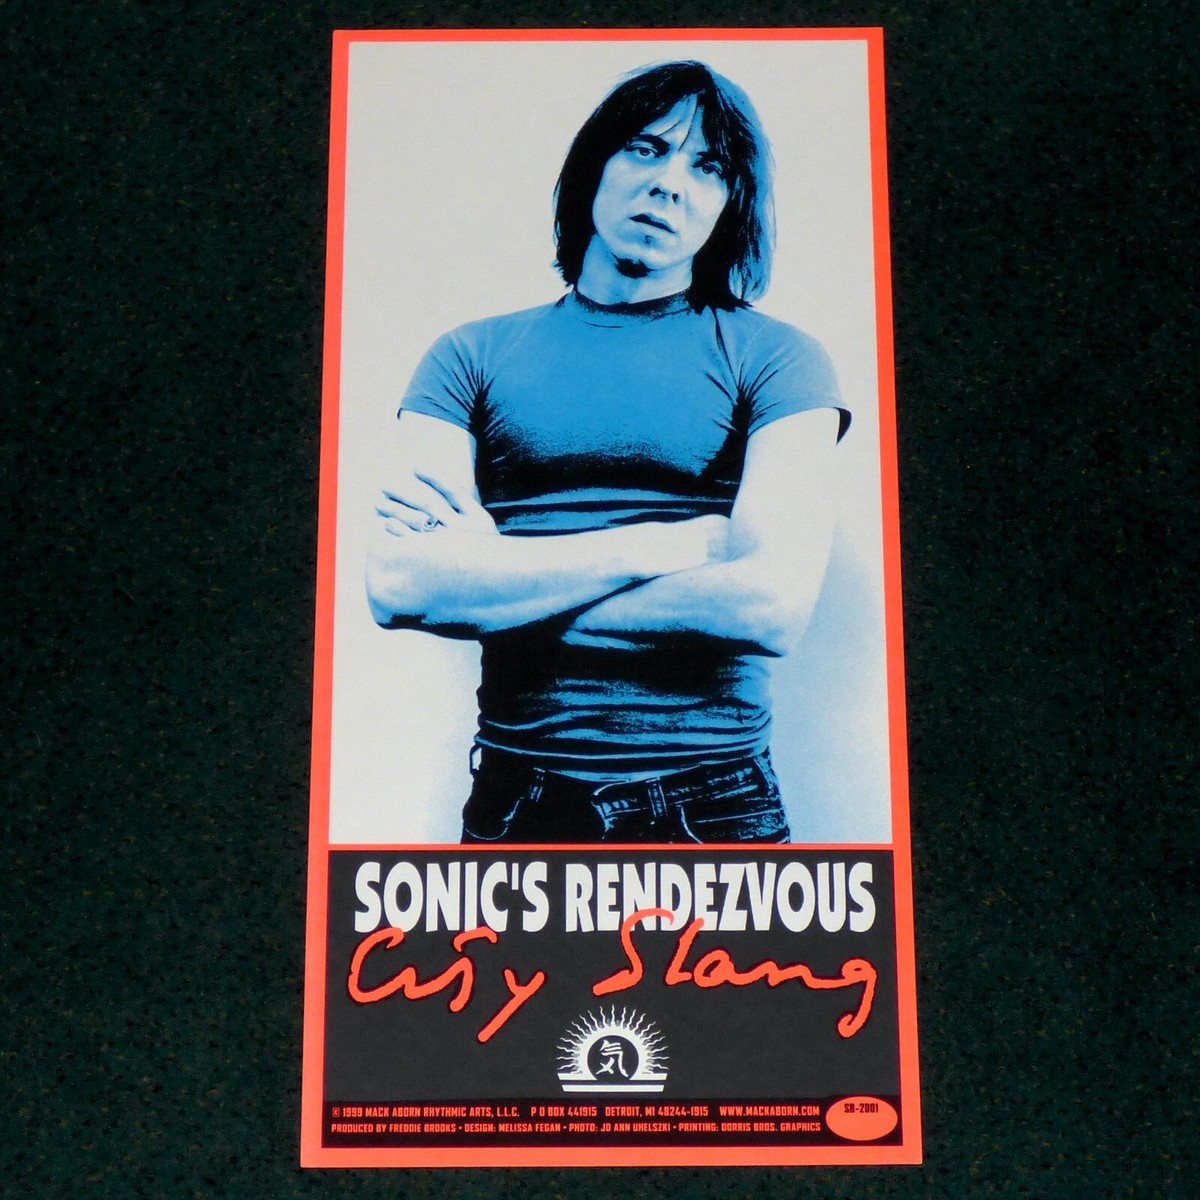 SONIC'S RENDEZVOUS
City Slang
気
© 1999 MACK ABORN RHYTHMIC ARTS, L.L.C. P O BOX 441915 DETROIT, MI 48244-1915 WWW.MACKABORN.COM
PRODUCED BY FREDDIE BROOKS • DESIGN: MELISSA FEGAN • PHOTO: JO ANN UHELSZKI • PRINTING: DORRIS BROS. GRAPHICS
SB-2001